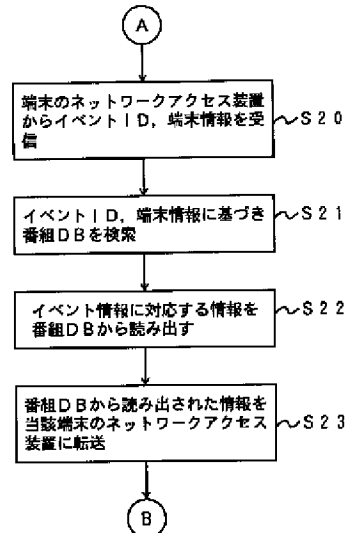 A
端末のネットワークアクセス装置
からイベントID,端末情報を受
信
S20
イベントID,端末情報に基づき
番組DBを検索
S21
イベント情報に対応する情報を
番組DBから読み出す
S22
番組DBから読み出された情報を
当該端末のネットワークアクセス
装置に転送
S23
B